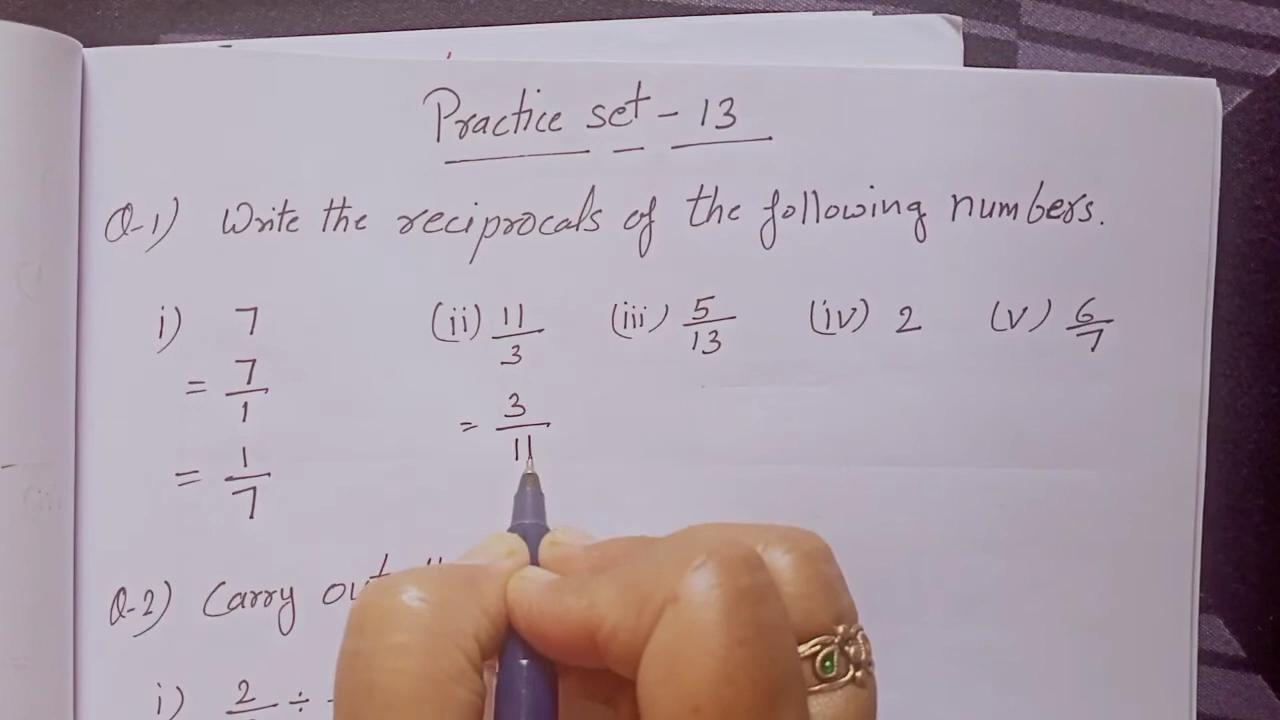 Practice set - 13
Q-1) Write the reciprocals of the following numbers.
i) 7 (ii) 11/3 (iii) 5/13 (iv) 2 (v) 6/7
= 7/1 = 3/11
= 1/7
Q-2) Carry out
i) 2 ÷